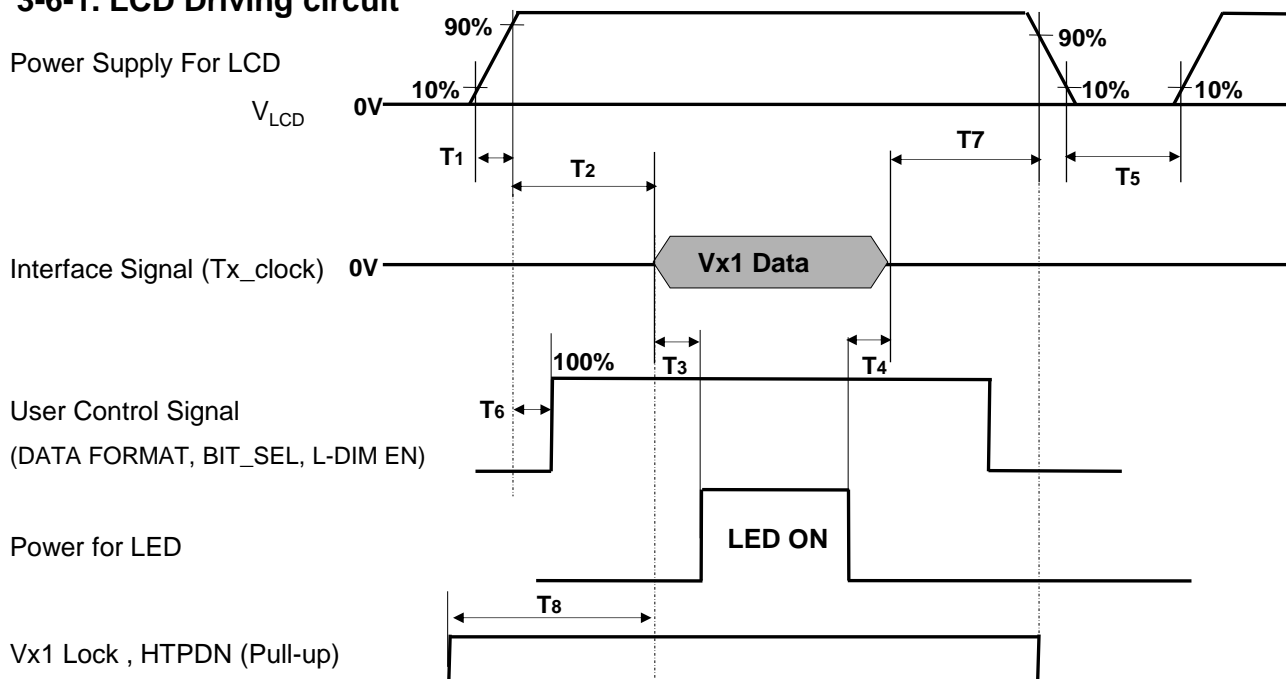 3-6-1. LCD Driving circuit
90%
90%
Power Supply For LCD
10%
10%
10%
VLCD
0V
T1
T2
T7
T5
Interface Signal (Tx_clock)
0V
Vx1 Data
100%
T3
T4
User Control Signal
T6
(DATA FORMAT, BIT_SEL, L-DIM EN)
Power for LED
LED ON
T8
Vx1 Lock , HTPDN (Pull-up)